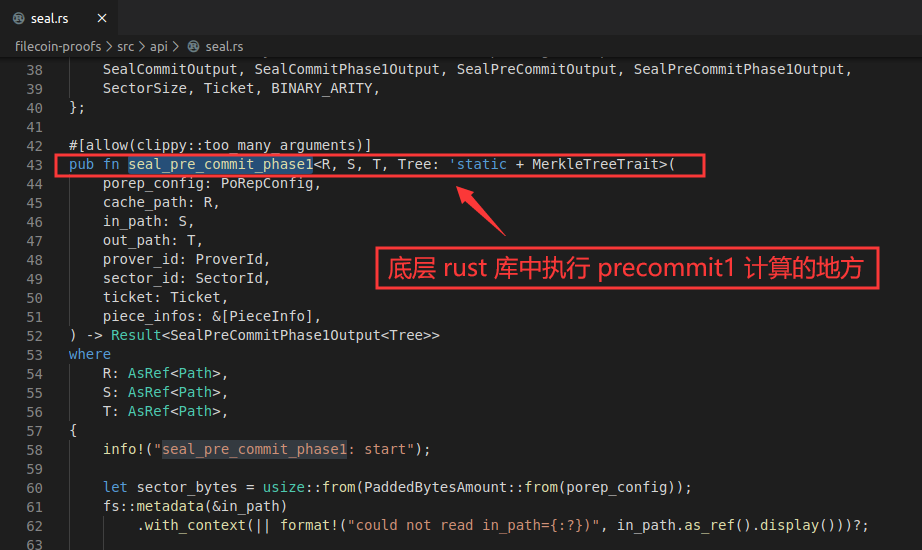 seal.rs ×
filecoin-proofs > src > api > seal.rs
38 SealCommitOutput, SealCommitPhase1Output, SealPreCommitOutput, SealPreCommitPhase1Output,
39 SectorSize, Ticket, BINARY_ARITY,
40 };
41
42 #[allow(clippy::too_many_arguments)]
43 pub fn seal_pre_commit_phase1<R, S, T, Tree: 'static + MerkleTreeTrait>(
44 porep_config: PoRepConfig,
45 cache_path: R,
46 in_path: S,
47 out_path: T,
48 prover_id: ProverId,
49 sector_id: SectorId,
50 ticket: Ticket,
51 piece_infos: &[PieceInfo],
底层 rust 库中执行 precommit1 计算的地方
52 ) -> Result<SealPreCommitPhase1Output<Tree>>
53 where
54 R: AsRef<Path>,
55 S: AsRef<Path>,
56 T: AsRef<Path>,
57 {
58 info!("seal_pre_commit_phase1: start");
59
60 let sector_bytes = usize::from(PaddedBytesAmount::from(porep_config));
61 fs::metadata(&in_path)
62 .with_context(|| format!("could not read in_path={:?})", in_path.as_ref().display()))?;
63